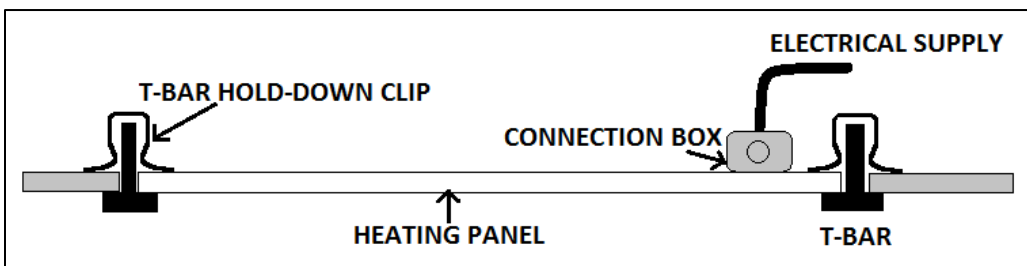 ELECTRICAL SUPPLY
T-BAR HOLD-DOWN CLIP
CONNECTION BOX
HEATING PANEL
T-BAR